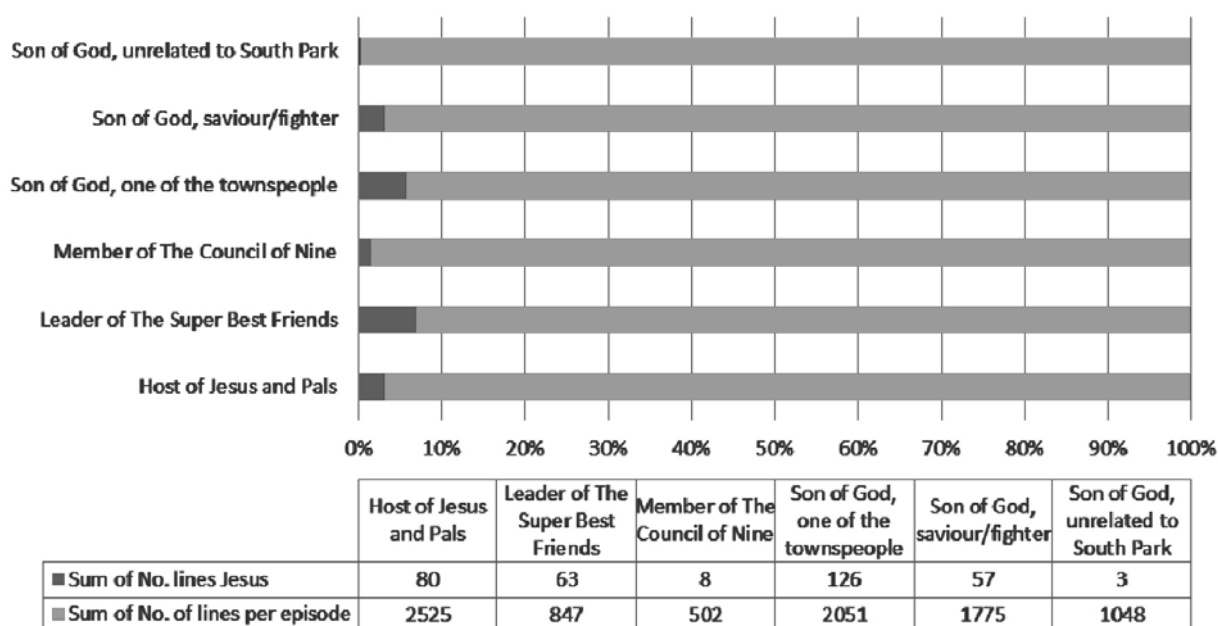 Son of God, unrelated to South Park
Son of God, saviour/fighter
Son of God, one of the townspeople
Member of The Council of Nine
Leader of The Super Best Friends
Host of Jesus and Pals
0% 10% 20% 30% 40% 50% 60% 70% 80% 90% 100%
Host of Jesus and Pals
Leader of The Super Best Friends
Member of The Council of Nine
Son of God, one of the townspeople
Son of God, saviour/fighter
Son of God, unrelated to South Park
Sum of No. lines Jesus 80 63 8 126 57 3
Sum of No. of lines per episode 2525 847 502 2051 1775 1048